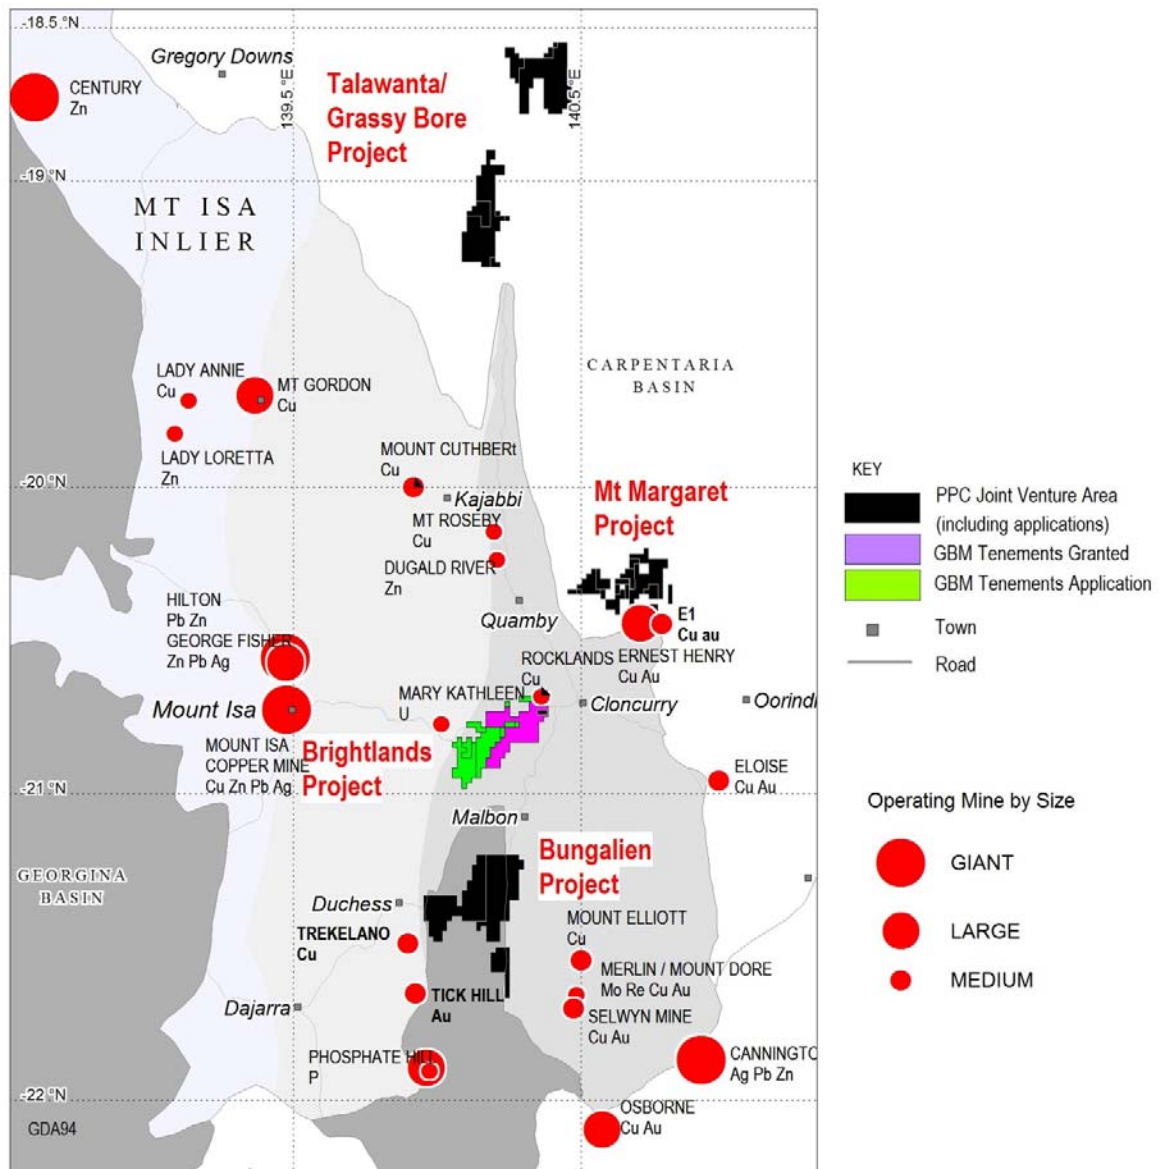 -18.5 °N
Gregory Downs
CENTURY
Zn
139.5 °E
140.5 °E
Talawanta/
Grassy Bore
Project
-19 °N
MT ISA
INLIER
CARPENTARIA
BASIN
LADY ANNIE
Cu
MT GORDON
Cu
LADY LORETTA
Zn
MOUNT CUTHBERt
Cu
-20 °N
Kajabbi
Mt Margaret
Project
MT ROSEBY
Cu
DUGALD RIVER
Zn
HILTON
Pb Zn
GEORGE FISHER
Zn Pb Ag
Quamby
E1
Cu au
ROCKLANDS
Cu
ERNEST HENRY
Cu Au
MARY KATHLEEN
U
Cloncurry
Oorindi
Mount Isa
MOUNT ISA
COPPER MINE
Cu Zn Pb Ag
Brightlands
Project
ELOISE
Cu Au
-21 °N
Malbon
Bungalien
Project
GEORGINA
BASIN
Duchess
TREKELANO
Cu
MOUNT ELLIOTT
Cu
MERLIN / MOUNT DORE
Mo Re Cu Au
TICK HILL
Au
SELWYN MINE
Cu Au
Dajarra
PHOSPHATE HILL
P
CANNINGTO
Ag Pb Zn
-22 °N
OSBORNE
Cu Au
GDA94
KEY
PPC Joint Venture Area
(including applications)
GBM Tenements Granted
GBM Tenements Application
Town
Road
Operating Mine by Size
GIANT
LARGE
MEDIUM